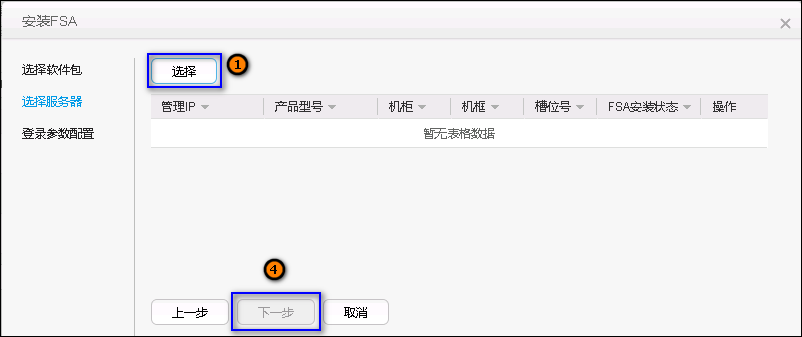 安装FSA
选择软件包
选择服务器
登录参数配置
选择 1
管理IP 产品型号 机柜 机框 槽位号 FSA安装状态 操作
暂无表格数据
4
上一步 下一步 取消